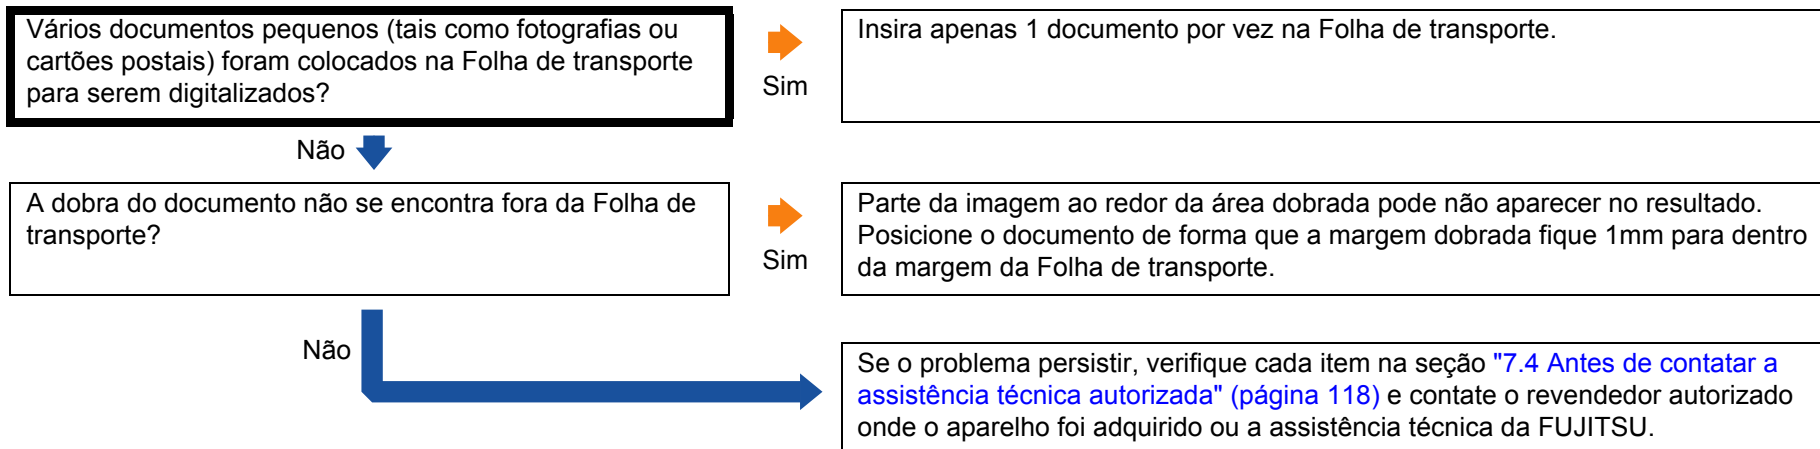 Vários documentos pequenos (tais como fotografias ou
cartões postais) foram colocados na Folha de transporte
para serem digitalizados?
Sim
Insira apenas 1 documento por vez na Folha de transporte.
Não
A dobra do documento não se encontra fora da Folha de
transporte?
Sim
Parte da imagem ao redor da área dobrada pode não aparecer no resultado.
Posicione o documento de forma que a margem dobrada fique 1mm para dentro
da margem da Folha de transporte.
Não
Se o problema persistir, verifique cada item na seção "7.4 Antes de contatar a
assistência técnica autorizada" (página 118) e contate o revendedor autorizado
onde o aparelho foi adquirido ou a assistência técnica da FUJITSU.